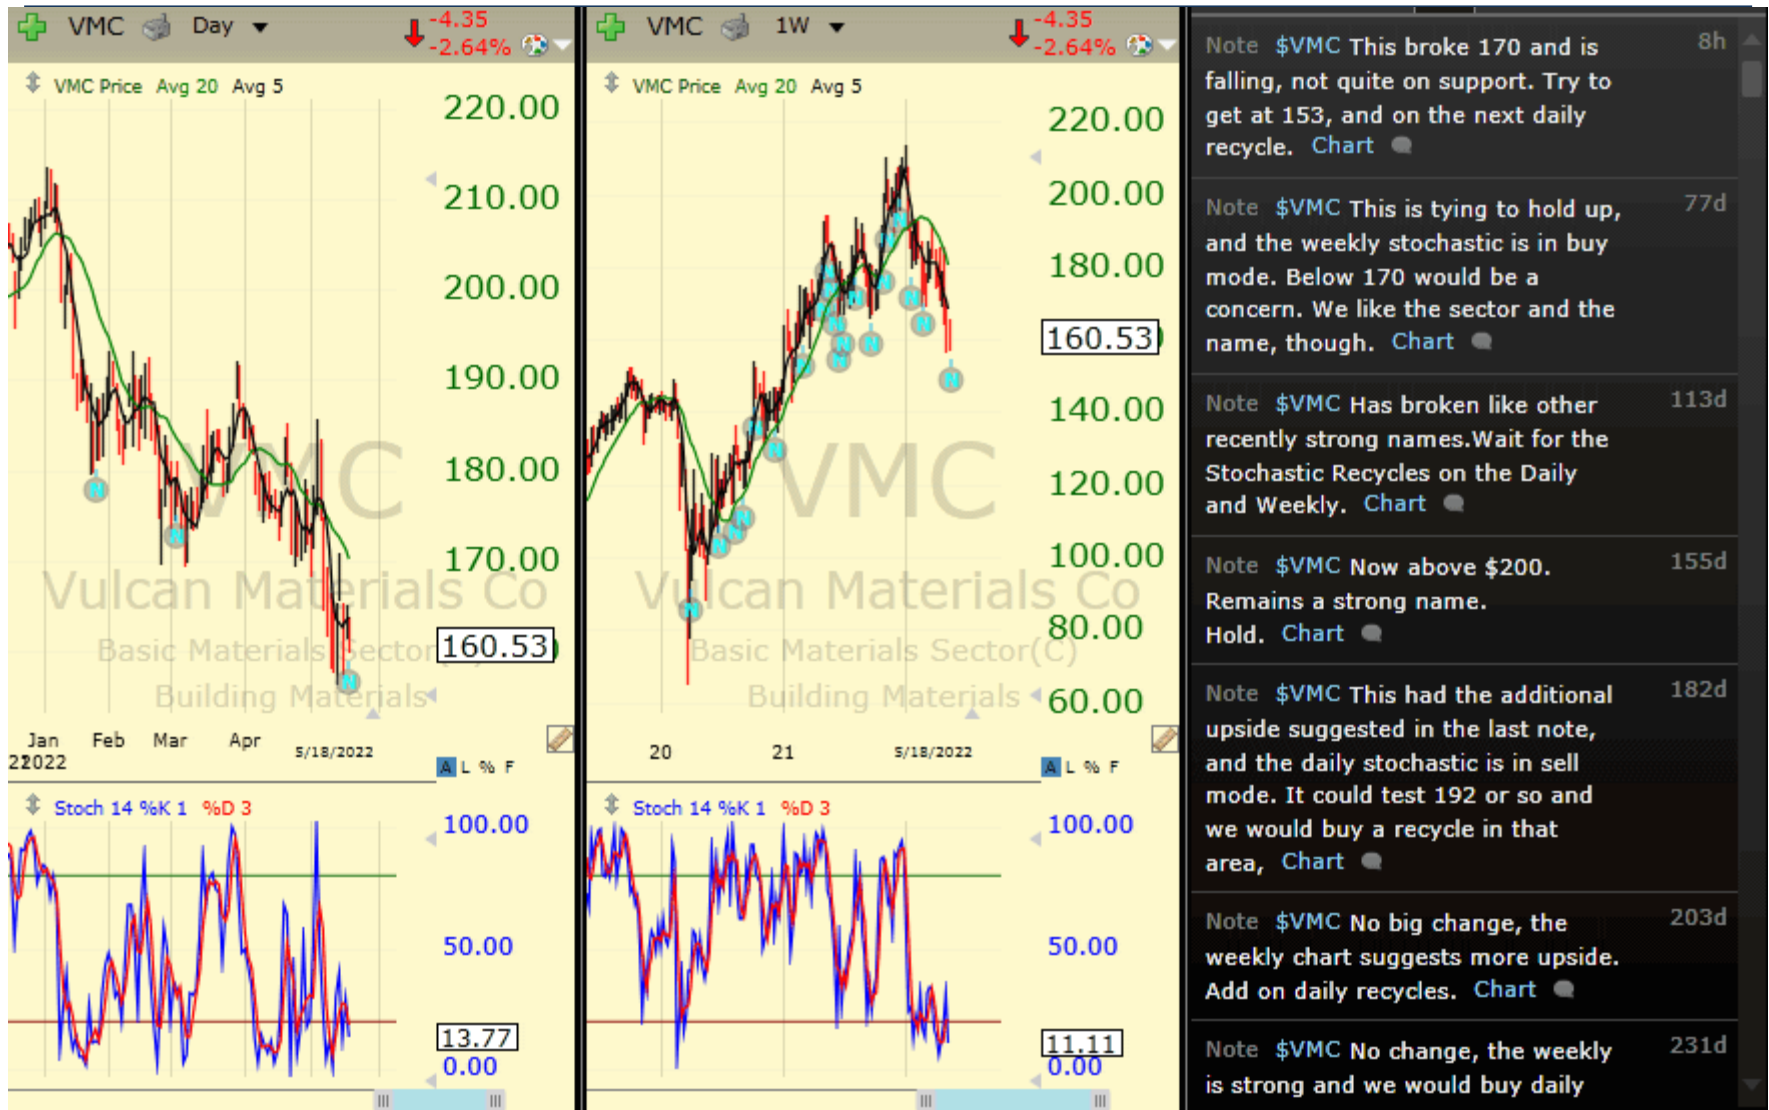 VMC Day -4.35
-2.64%
VMC Price Avg 20 Avg 5
220.00
210.00
200.00
190.00
180.00
170.00
160.53
VMC
Vulcan Materials Co
Basic Materials Sector(C)
Building Materials
N
N
N
Jan Feb Mar Apr 5/18/2022
2022
A L % F
Stoch 14 %K 1 %D 3
100.00
50.00
13.77
0.00
VMC 1W -4.35
-2.64%
VMC Price Avg 20 Avg 5
220.00
200.00
180.00
160.53
140.00
120.00
100.00
80.00
60.00
VMC
Vulcan Materials Co
Basic Materials Sector(C)
Building Materials
20 21 5/18/2022
A L % F
Stoch 14 %K 1 %D 3
100.00
50.00
11.11
0.00
Note $VMC This broke 170 and is 8h
falling, not quite on support. Try to
get at 153, and on the next daily
recycle. Chart
Note $VMC This is tying to hold up, 77d
and the weekly stochastic is in buy
mode. Below 170 would be a
concern. We like the sector and the
name, though. Chart
Note $VMC Has broken like other 113d
recently strong names.Wait for the
Stochastic Recycles on the Daily
and Weekly. Chart
Note $VMC Now above $200. 155d
Remains a strong name.
Hold. Chart
Note $VMC This had the additional 182d
upside suggested in the last note,
and the daily stochastic is in sell
mode. It could test 192 or so and
we would buy a recycle in that
area, Chart
Note $VMC No big change, the 203d
weekly chart suggests more upside.
Add on daily recycles. Chart
Note $VMC No change, the weekly 231d
is strong and we would buy daily